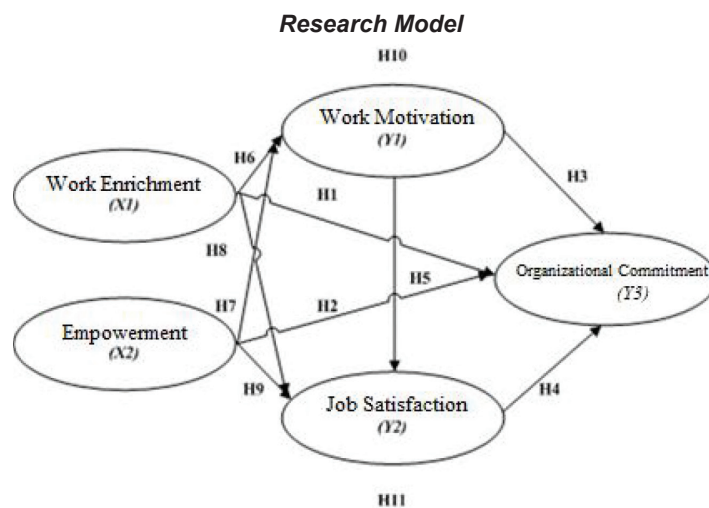 Research Model
H10
Work Motivation
(Y1)
H6
H3
Work Enrichment
(X1)
H1
H8
Organizational Commitment
(Y3)
H5
H7
H2
Empowerment
(X2)
H9
H4
Job Satisfaction
(Y2)
H11